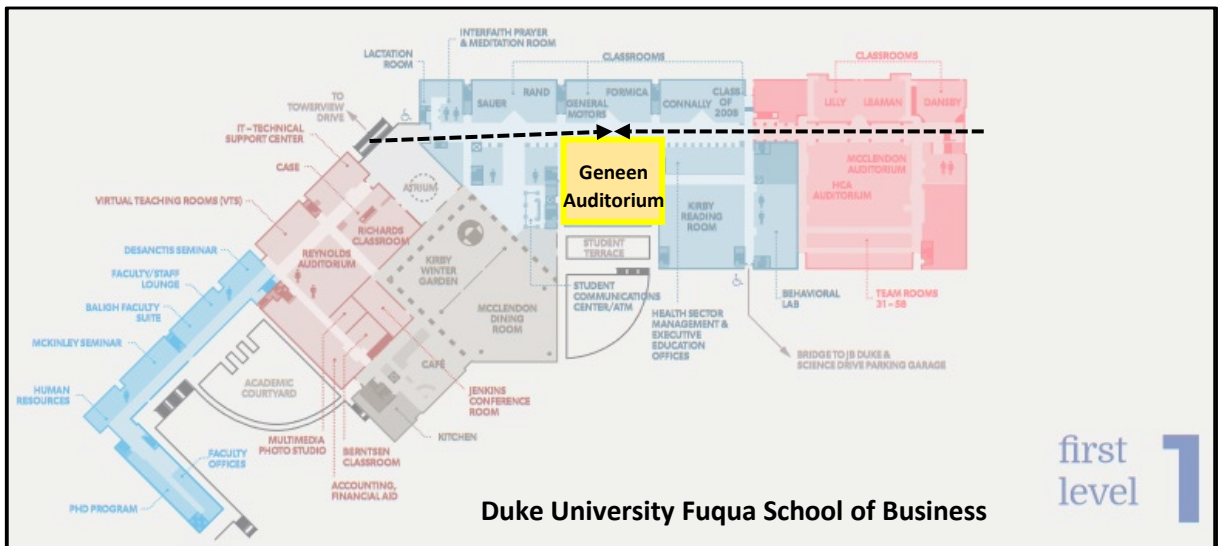 INTERFAITH PRAYER
& MEDITATION ROOM
LACTATION
ROOM
CLASSROOMS
CLASSROOMS
SAUER
RAND
GENERAL
MOTORS
FORMICA
CONNALLY
CLASS
OF
2008
LILLY
LEAMAN
DANSBY
TO
TOWERVIEW
DRIVE
IT – TECHNICAL
SUPPORT CENTER
CASE
VIRTUAL TEACHING ROOMS (VTS)
ATRIUM
RICHARDS
CLASSROOM
Geneen
Auditorium
MCCLENDON
AUDITORIUM
HCA
AUDITORIUM
KIRBY
READING
ROOM
DESANCTIS SEMINAR
REYNOLDS
AUDITORIUM
KIRBY
WINTER
GARDEN
STUDENT
TERRACE
FACULTY/STAFF
LOUNGE
BALIGH FACULTY
SUITE
MCKINLEY SEMINAR
STUDENT
COMMUNICATIONS
CENTER/ATM
MCCLENDON
DINING
ROOM
HEALTH SECTOR
MANAGEMENT &
EXECUTIVE
EDUCATION
OFFICES
BEHAVIORAL
LAB
TEAM ROOMS
31 – 58
BRIDGE TO JB DUKE &
SCIENCE DRIVE PARKING GARAGE
HUMAN
RESOURCES
ACADEMIC
COURTYARD
CAFÉ
JENKINS
CONFERENCE
ROOM
KITCHEN
MULTIMEDIA
PHOTO STUDIO
BERNTSEN
CLASSROOM
FACULTY
OFFICES
ACCOUNTING,
FINANCIAL AID
PHD PROGRAM
Duke University Fuqua School of Business
first
level
1